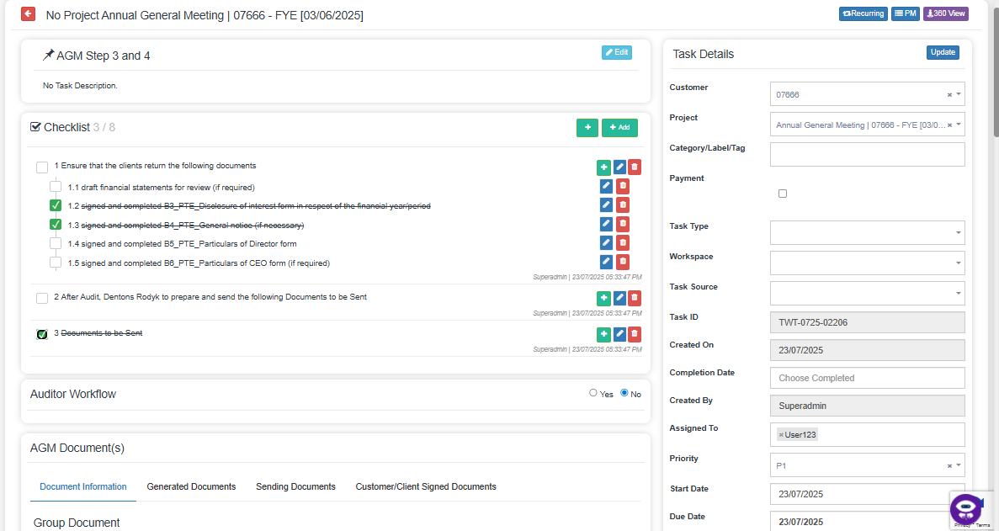 No Project Annual General Meeting | 07666 - FYE [03/06/2025]
Recurring
PM
360 View
AGM Step 3 and 4
Edit
No Task Description.
Checklist 3 / 8
Add
1 Ensure that the clients return the following documents
1.1 draft financial statements for review (if required)
1.2 signed and completed B3_PTE_Disclosure of interest form in respect of the financial year/period
1.3 signed and completed B4_PTE_General notice (if necessary)
1.4 signed and completed B5_PTE_Particulars of Director form
1.5 signed and completed B6_PTE_Particulars of CEO form (if required)
Superadmin | 23/07/2025 05:33:47 PM
2 After Audit, Dentons Rodyk to prepare and send the following Documents to be Sent
Superadmin | 23/07/2025 05:33:47 PM
3 Documents to be Sent
Superadmin | 23/07/2025 05:33:47 PM
Auditor Workflow
Yes
No
AGM Document(s)
Document Information
Generated Documents
Sending Documents
Customer/Client Signed Documents
Group Document
Task Details
Update
Customer
07666
Project
Annual General Meeting | 07666 - FYE [03/0...
Category/Label/Tag
Payment
Task Type
Workspace
Task Source
Task ID
TWT-0725-02206
Created On
23/07/2025
Completion Date
Choose Completed
Created By
Superadmin
Assigned To
×User123
Priority
P1
Start Date
23/07/2025
Due Date
23/07/2025
Privacy - Terms